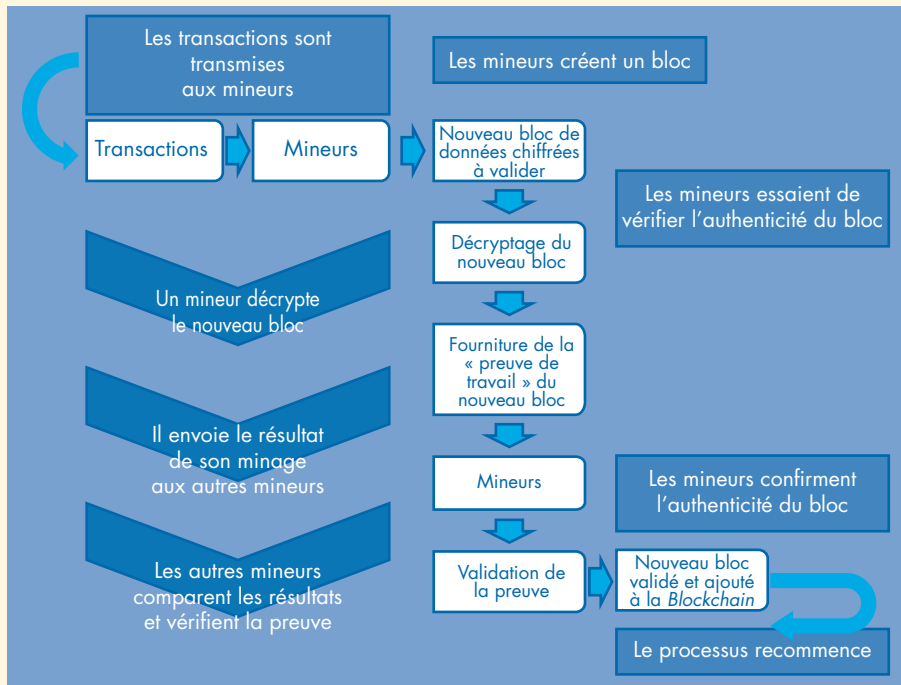 Les transactions sont
transmises
aux mineurs
Les mineurs créent un bloc
Transactions
Mineurs
Nouveau bloc de
données chiffrées
à valider
Les mineurs essaient de
vérifier l'authenticité du bloc
Décryptage du
nouveau bloc
Un mineur décrypte
le nouveau bloc
Fourniture de la
« preuve de
travail » du
nouveau bloc
Il envoie le résultat
de son minage
aux autres mineurs
Mineurs
Les mineurs confirment
l'authenticité du bloc
Les autres mineurs
comparent les résultats
et vérifient la preuve
Validation de
la preuve
Nouveau bloc
validé et ajouté
à la Blockchain
Le processus recommence